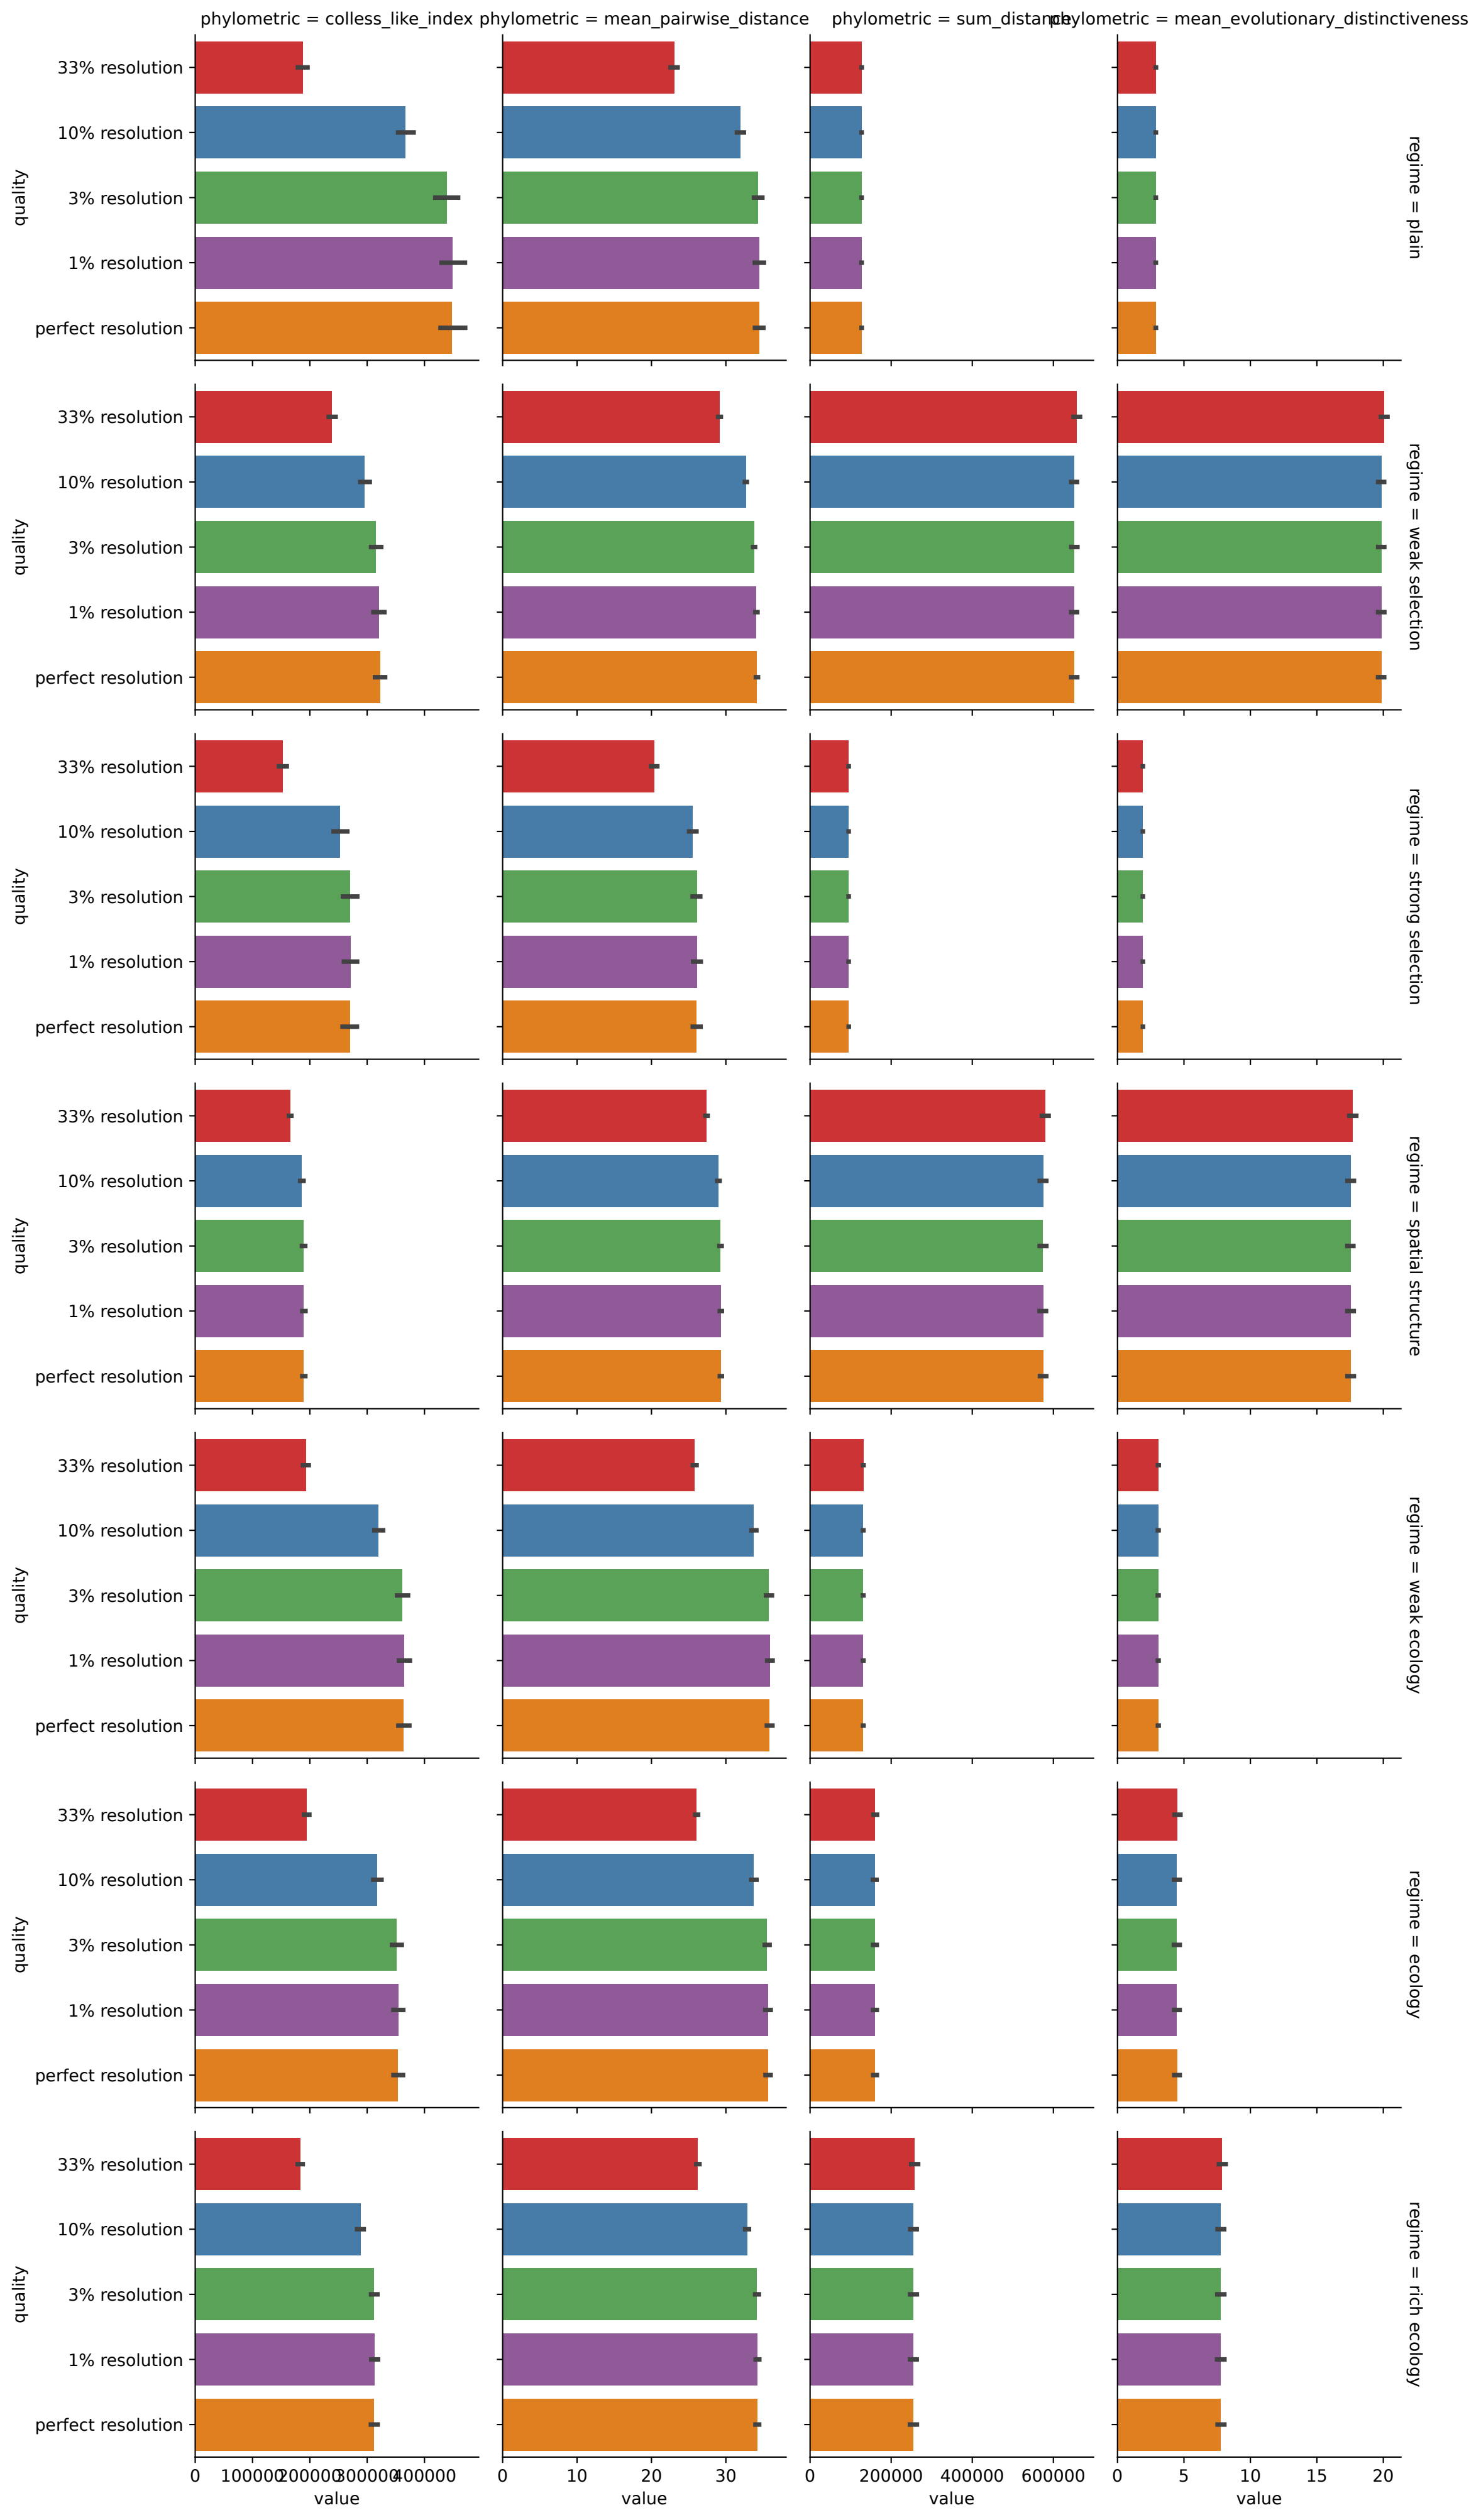 phylometric = colless_like_index
phylometric = mean_pairwise_distance
phylometric = sum_distance
phylometric = mean_evolutionary_distinctiveness
33% resolution
10% resolution
3% resolution
1% resolution
perfect resolution
quality
regime = plain
33% resolution
10% resolution
3% resolution
1% resolution
perfect resolution
quality
regime = weak selection
33% resolution
10% resolution
3% resolution
1% resolution
perfect resolution
quality
regime = strong selection
33% resolution
10% resolution
3% resolution
1% resolution
perfect resolution
quality
regime = spatial structure
33% resolution
10% resolution
3% resolution
1% resolution
perfect resolution
quality
regime = weak ecology
33% resolution
10% resolution
3% resolution
1% resolution
perfect resolution
quality
regime = ecology
33% resolution
10% resolution
3% resolution
1% resolution
perfect resolution
quality
regime = rich ecology
0 100000 200000 300000 400000
0 10 20 30
0 200000 400000 600000
0 5 10 15 20
value
value
value
value